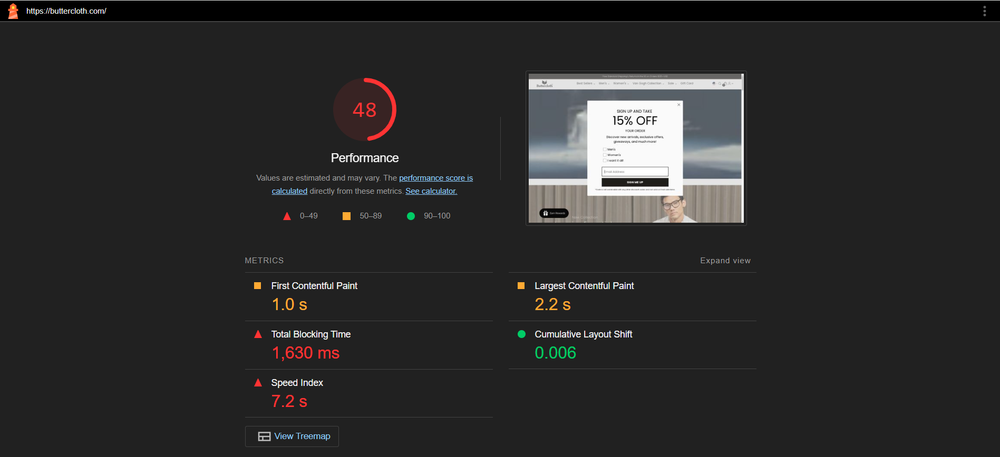 https://buttercloth.com/
48
Performance
Values are estimated and may vary. The performance score is
calculated directly from these metrics. See calculator.
0–49
50–89
90–100
Buttercloth
Best Sellers
Men's
Women's
Van Gogh Collection
Sale
Gift Card
SIGN UP AND TAKE
15% OFF
YOUR ORDER
Discover new arrivals, exclusive offers,
giveaways, and much more!
Men's
Women's
I want it all!
Email Address
SIGN ME UP
Earn Rewards
New Collection
METRICS
Expand view
First Contentful Paint
1.0 s
Largest Contentful Paint
2.2 s
Total Blocking Time
1,630 ms
Cumulative Layout Shift
0.006
Speed Index
7.2 s
View Treemap